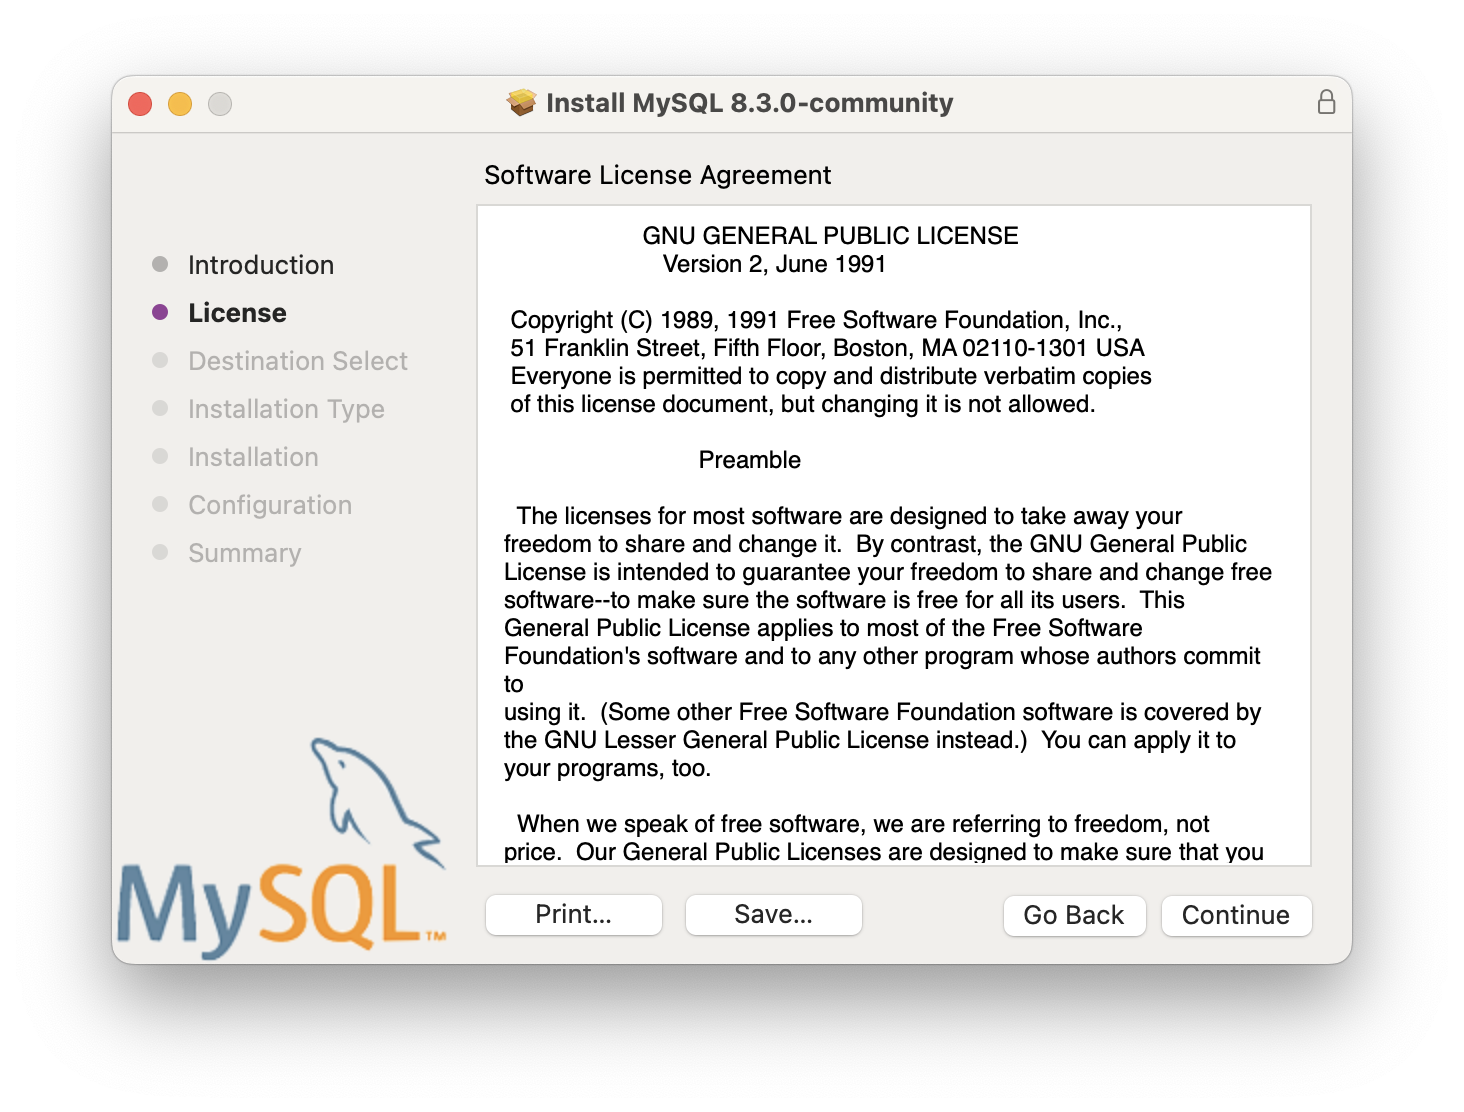 Install MySQL 8.3.0-community
Software License Agreement
Introduction
License
Destination Select
Installation Type
Installation
Configuration
Summary
GNU GENERAL PUBLIC LICENSE
Version 2, June 1991
Copyright (C) 1989, 1991 Free Software Foundation, Inc.,
51 Franklin Street, Fifth Floor, Boston, MA 02110-1301 USA
Everyone is permitted to copy and distribute verbatim copies
of this license document, but changing it is not allowed.
Preamble
The licenses for most software are designed to take away your
freedom to share and change it.  By contrast, the GNU General Public
License is intended to guarantee your freedom to share and change free
software--to make sure the software is free for all its users.  This
General Public License applies to most of the Free Software
Foundation's software and to any other program whose authors commit
to
using it.  (Some other Free Software Foundation software is covered by
the GNU Lesser General Public License instead.)  You can apply it to
your programs, too.
When we speak of free software, we are referring to freedom, not
price.  Our General Public Licenses are designed to make sure that you
MySQL™
Print...
Save...
Go Back
Continue